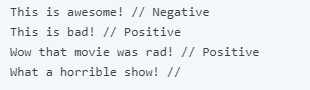 This is awesome! // Negative
This is bad! // Positive
Wow that movie was rad! // Positive
What a horrible show! //